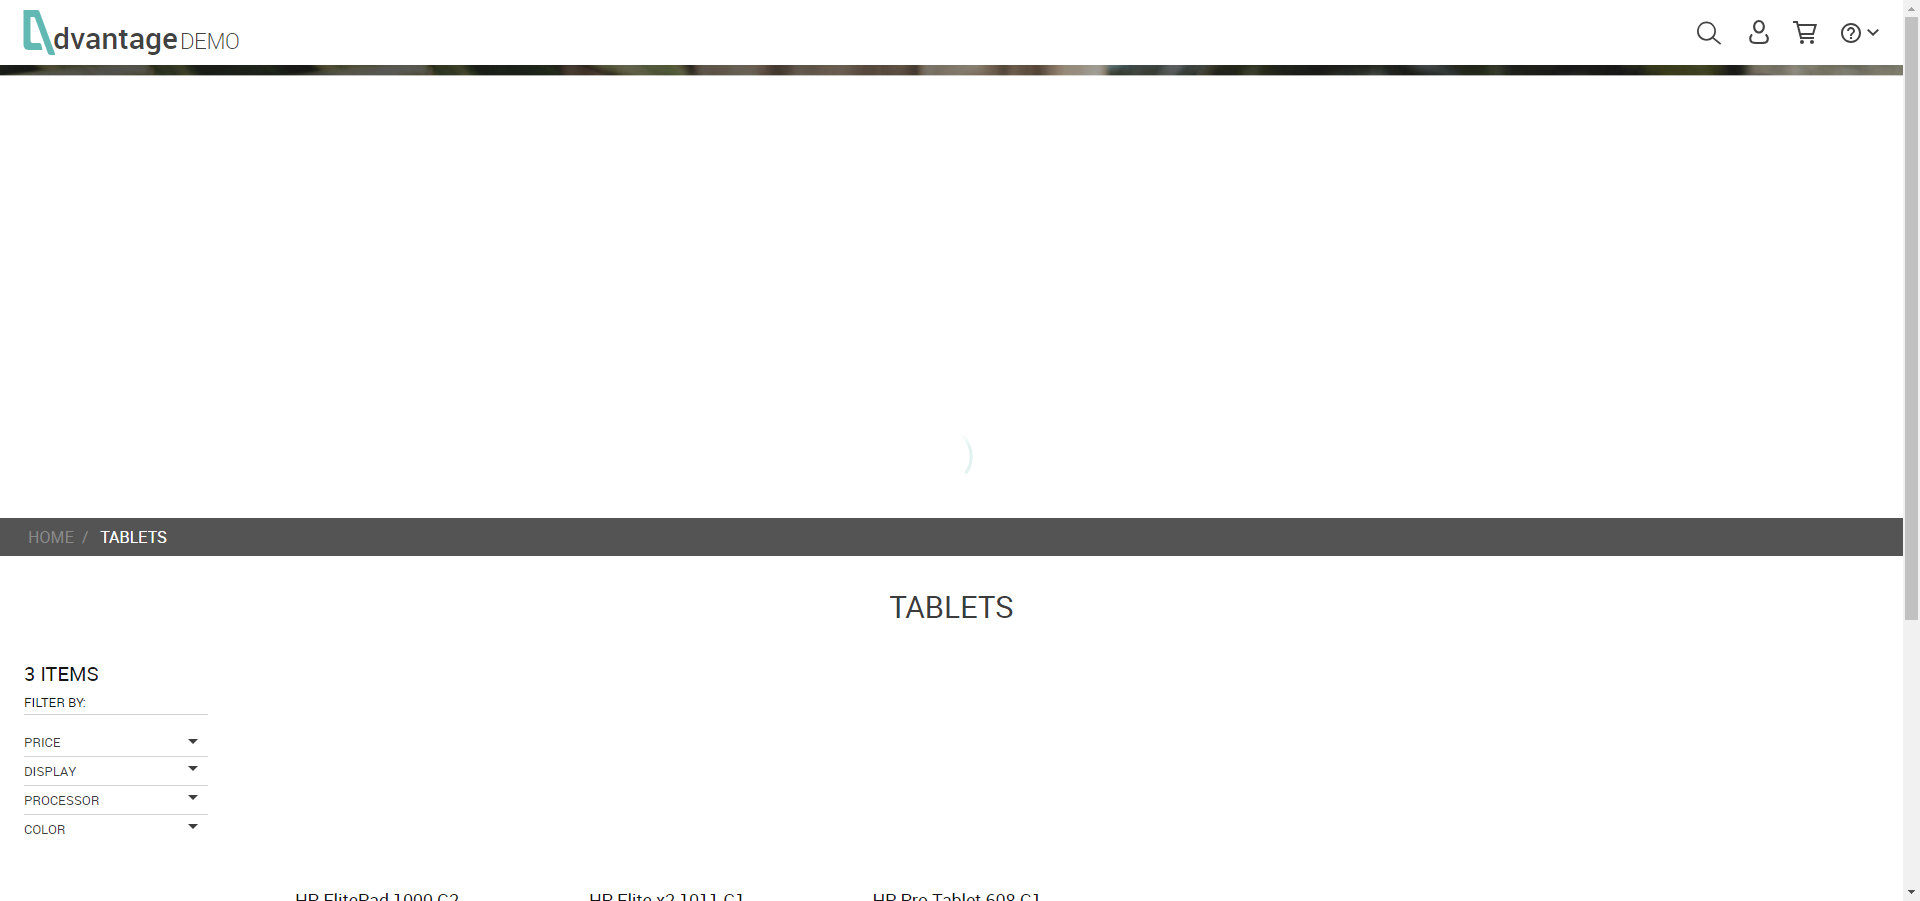 dvantage DEMO
HOME / TABLETS
TABLETS
3 ITEMS
FILTER BY:
PRICE
DISPLAY
PROCESSOR
COLOR
HP ElitePad 1000 G2
HP Elite x2 1011 G1
HP Pro Tablet 608 G1